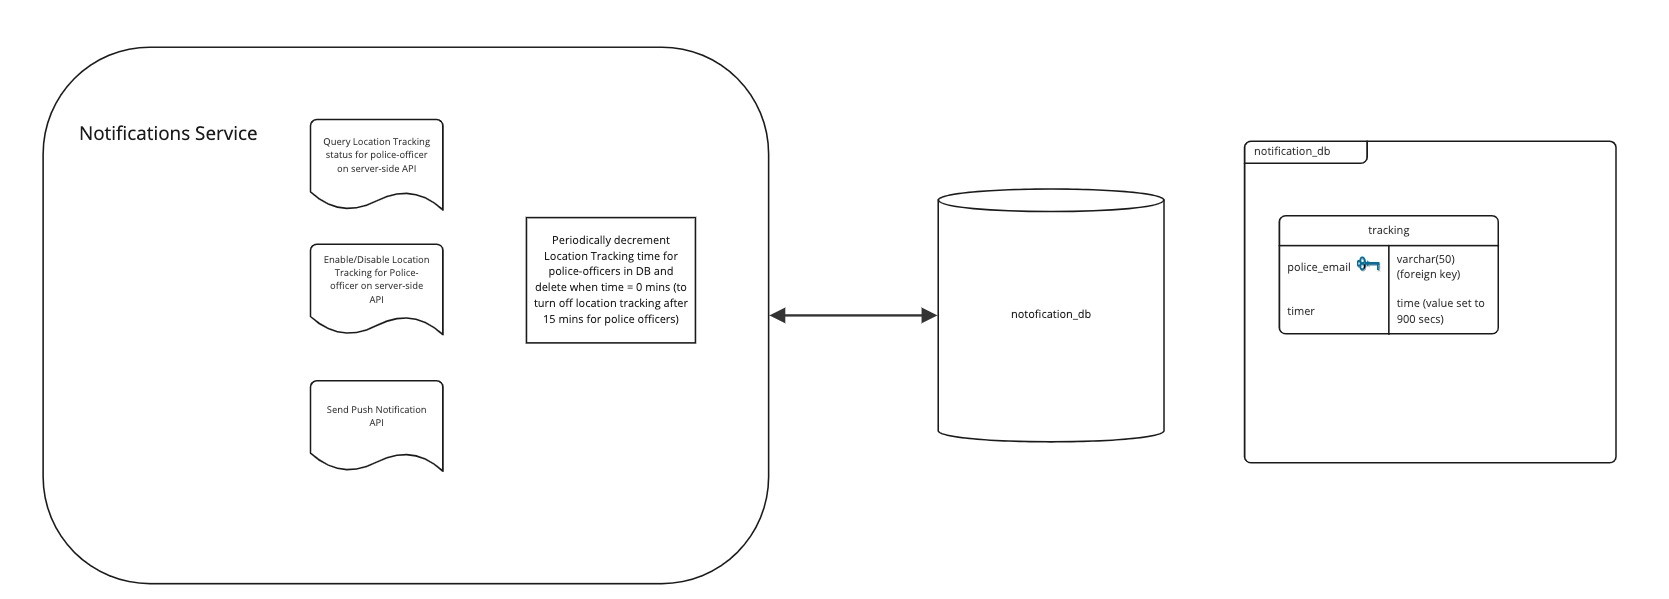 Notifications Service
Query Location Tracking
status for police-officer
on server-side API
Enable/Disable Location
Tracking for Police-
officer on server-side
API
Send Push Notification
API
Periodically decrement
Location Tracking time for
police-officers in DB and
delete when time = 0 mins (to
turn off location tracking after
15 mins for police officers)
notofication_db
notification_db
tracking
police_email
varchar(50)
(foreign key)
timer
time (value set to
900 secs)